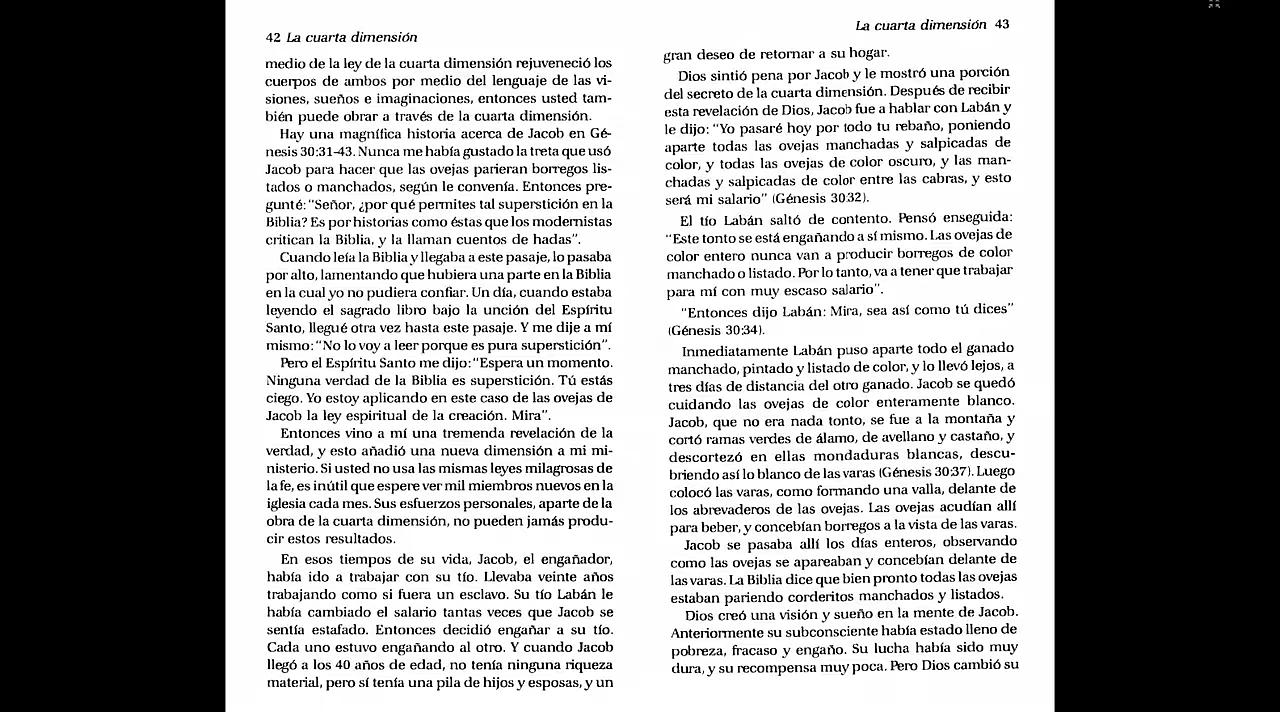 42 La cuarta dimensión
medio de la ley de la cuarta dimensión rejuveneció los
cuerpos de ambos por medio del lenguaje de las vi-
siones, sueños e imaginaciones, entonces usted tam-
bién puede obrar a través de la cuarta dimensión.
Hay una magnífica historia acerca de Jacob en Gé-
nesis 30:31-43. Nunca me había gustado la treta que usó
Jacob para hacer que las ovejas parieran borregos lis-
tados o manchados, según le convenía. Entonces pre-
gunté: "Señor, ¿por qué permites tal superstición en la
Biblia? Es por historias como éstas que los modernistas
critican la Biblia, y la llaman cuentos de hadas".
Cuando leía la Biblia y llegaba a este pasaje, lo pasaba
por alto, lamentando que hubiera una parte en la Biblia
en la cual yo no pudiera confiar. Un día, cuando estaba
leyendo el sagrado libro bajo la unción del Espíritu
Santo, llegué otra vez hasta este pasaje. Y me dije a mí
mismo: "No lo voy a leer porque es pura superstición".
Pero el Espíritu Santo me dijo: "Espera un momento.
Ninguna verdad de la Biblia es superstición. Tú estás
ciego. Yo estoy aplicando en este caso de las ovejas de
Jacob la ley espiritual de la creación. Mira".
Entonces vino a mí una tremenda revelación de la
verdad, y esto añadió una nueva dimensión a mi mi-
nisterio. Si usted no usa las mismas leyes milagrosas de
la fe, es inútil que espere ver mil miembros nuevos en la
iglesia cada mes. Sus esfuerzos personales, aparte de la
obra de la cuarta dimensión, no pueden jamás produ-
cir estos resultados.
En esos tiempos de su vida, Jacob, el engañador,
había ido a trabajar con su tío. Llevaba veinte años
trabajando como si fuera un esclavo. Su tío Labán le
había cambiado el salario tantas veces que Jacob se
sentía estafado. Entonces decidió engañar a su tío.
Cada uno estuvo engañando al otro. Y cuando Jacob
llegó a los 40 años de edad, no tenía ninguna riqueza
material, pero sí tenía una pila de hijos y esposas, y un
La cuarta dimensión 43
gran deseo de retornar a su hogar.
Dios sintió pena por Jacob y le mostró una porción
del secreto de la cuarta dimensión. Después de recibir
esta revelación de Dios, Jacob fue a hablar con Labán y
le dijo: "Yo pasaré hoy por todo tu rebaño, poniendo
aparte todas las ovejas manchadas y salpicadas de
color, y todas las ovejas de color oscuro, y las man-
chadas y salpicadas de color entre las cabras, y esto
será mi salario" (Génesis 30:32).
El tío Labán saltó de contento. Pensó enseguida:
"Este tonto se está engañando a sí mismo. Las ovejas de
color entero nunca van a producir borregos de color
manchado o listado. Por lo tanto, va a tener que trabajar
para mí con muy escaso salario".
"Entonces dijo Labán: Mira, sea así como tú dices"
(Génesis 30:34).
Inmediatamente Labán puso aparte todo el ganado
manchado, pintado y listado de color, y lo llevó lejos, a
tres días de distancia del otro ganado. Jacob se quedó
cuidando las ovejas de color enteramente blanco.
Jacob, que no era nada tonto, se fue a la montaña y
cortó ramas verdes de álamo, de avellano y castaño, y
descortezó en ellas mondaduras blancas, descu-
briendo así lo blanco de las varas (Génesis 30:37). Luego
colocó las varas, como formando una valla, delante de
los abrevaderos de las ovejas. Las ovejas acudían allí
para beber, y concebían borregos a la vista de las varas.
Jacob se pasaba allí los días enteros, observando
como las ovejas se apareaban y concebían delante de
las varas. La Biblia dice que bien pronto todas las ovejas
estaban pariendo corderitos manchados y listados.
Dios creó una visión y sueño en la mente de Jacob.
Anteriormente su subconsciente había estado lleno de
pobreza, fracaso y engaño. Su lucha había sido muy
dura, y su recompensa muy poca. Pero Dios cambió su